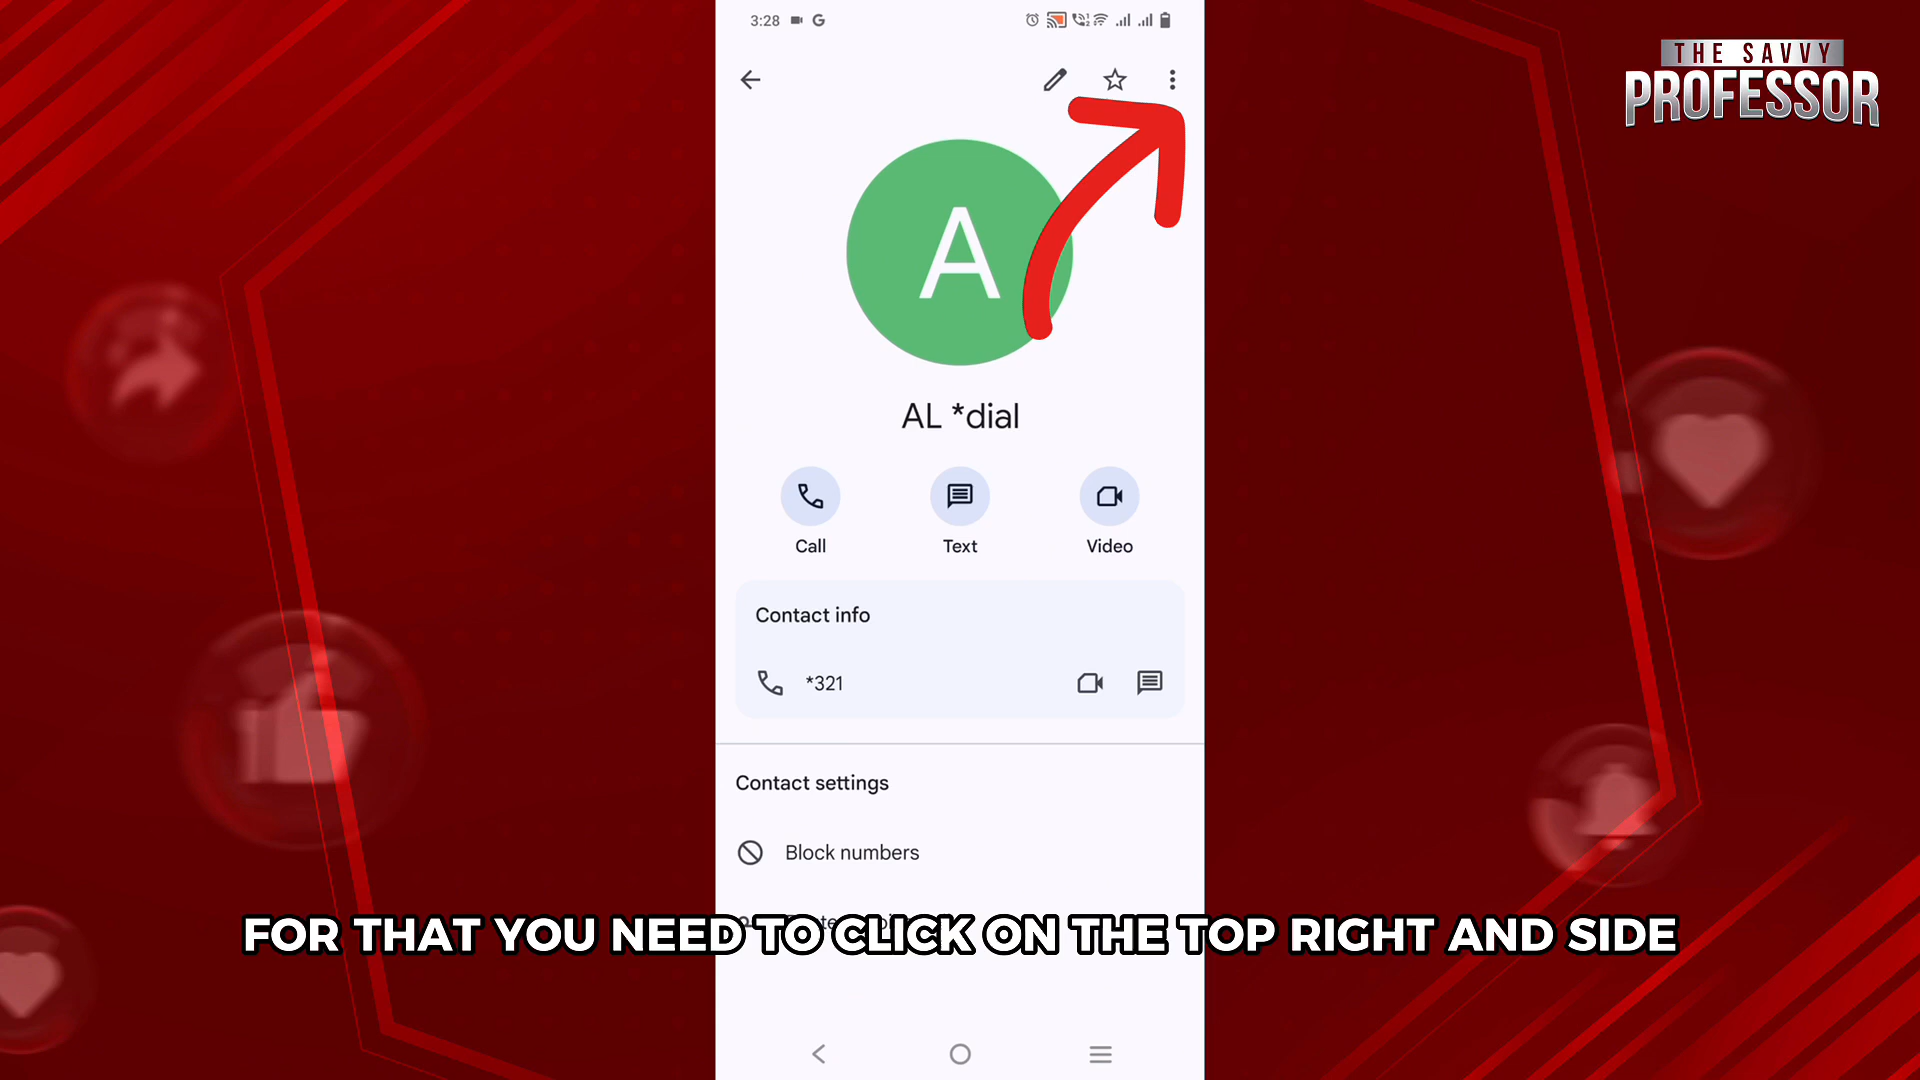 3:28
THE SAVVY
PROFESSOR
A
AL *dial
Call
Text
Video
Contact info
*321
Contact settings
Block numbers
FOR THAT YOU NEED TO CLICK ON THE TOP RIGHT AND SIDE